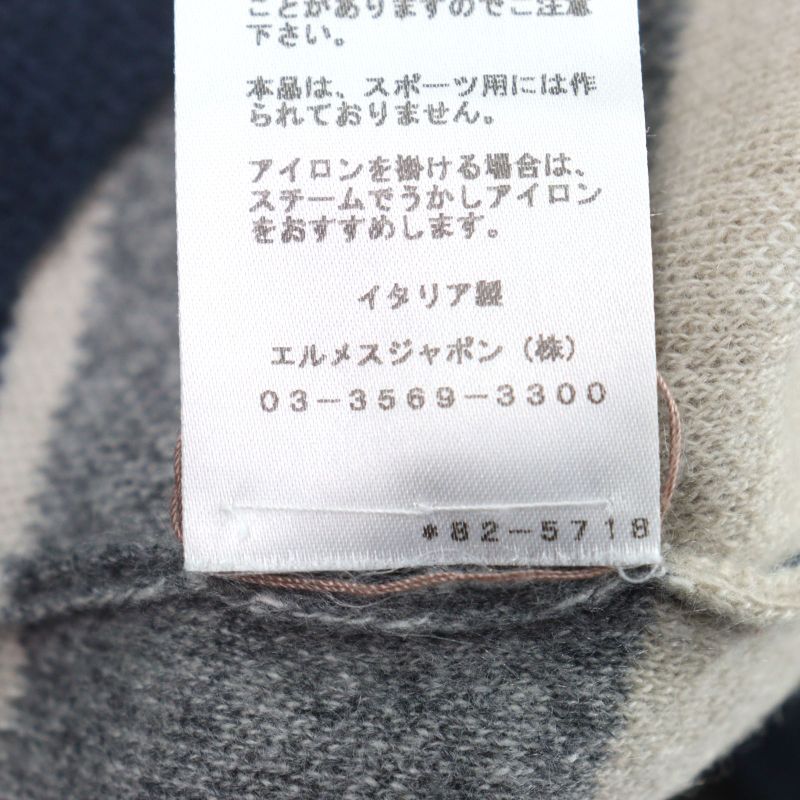 ことがありますのでご注意
下さい。
本品は、スポーツ用には作
られておりません。
アイロンを掛ける場合は、
スチームでうかしアイロン
をおすすめします。
イタリア製
エルメスジャポン（株）
03-3569-3300
*82-5718